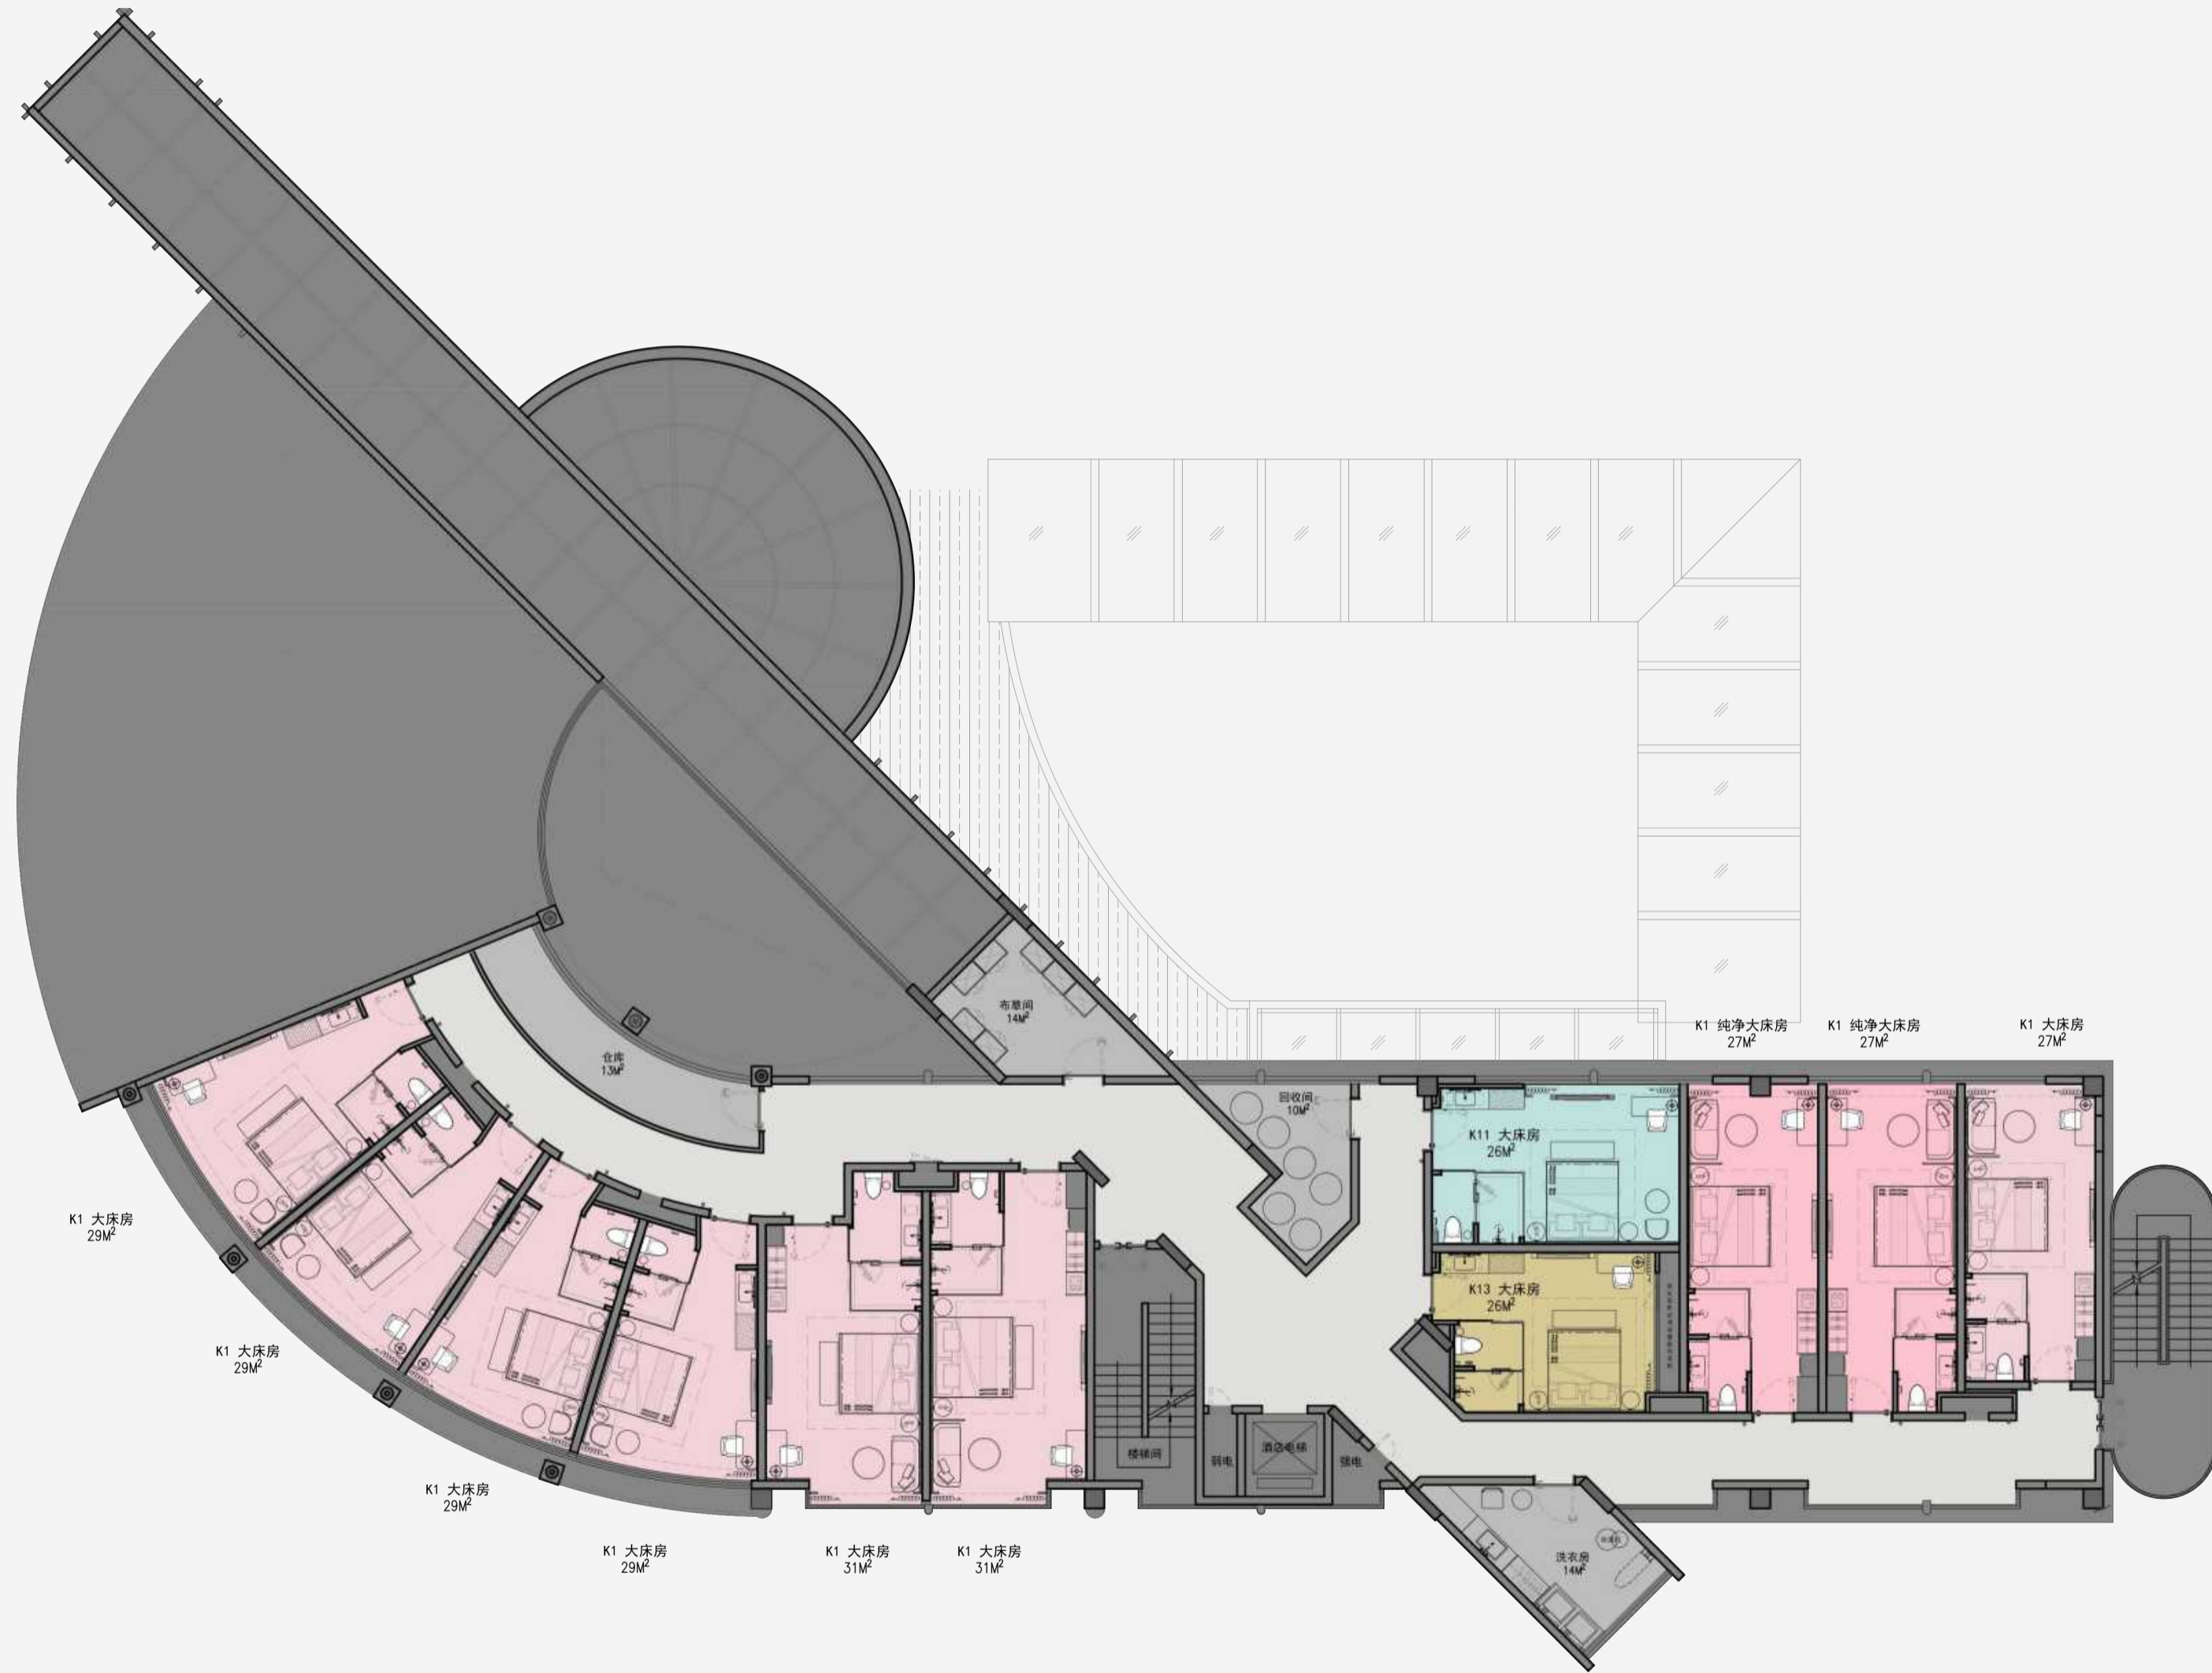 K1 纯净大床房
27M²
K1 纯净大床房
27M²
K1 大床房
27M²
布草间
14M²
仓库
13M²
回收间
10M²
K11 大床房
26M²
K13 大床房
26M²
K1 大床房
29M²
K1 大床房
29M²
K1 大床房
29M²
K1 大床房
29M²
K1 大床房
31M²
K1 大床房
31M²
楼梯间
弱电
酒店电梯
强电
洗衣房
14M²